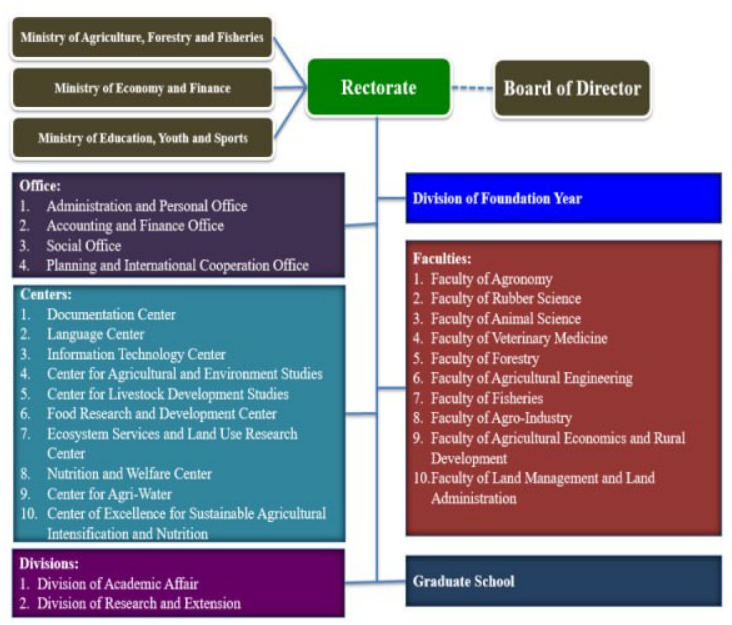 Ministry of Agriculture, Forestry and Fisheries
Ministry of Economy and Finance
Ministry of Education, Youth and Sports
Rectorate
Board of Director
Office:
1. Administration and Personal Office
2. Accounting and Finance Office
3. Social Office
4. Planning and International Cooperation Office
Centers:
1. Documentation Center
2. Language Center
3. Information Technology Center
4. Center for Agricultural and Environment Studies
5. Center for Livestock Development Studies
6. Food Research and Development Center
7. Ecosystem Services and Land Use Research
Center
8. Nutrition and Welfare Center
9. Center for Agri-Water
10. Center of Excellence for Sustainable Agricultural
Intensification and Nutrition
Divisions:
1. Division of Academic Affair
2. Division of Research and Extension
Division of Foundation Year
Faculties:
1. Faculty of Agronomy
2. Faculty of Rubber Science
3. Faculty of Animal Science
4. Faculty of Veterinary Medicine
5. Faculty of Forestry
6. Faculty of Agricultural Engineering
7. Faculty of Fisheries
8. Faculty of Agro-Industry
9. Faculty of Agricultural Economics and Rural
Development
10.Faculty of Land Management and Land
Administration
Graduate School